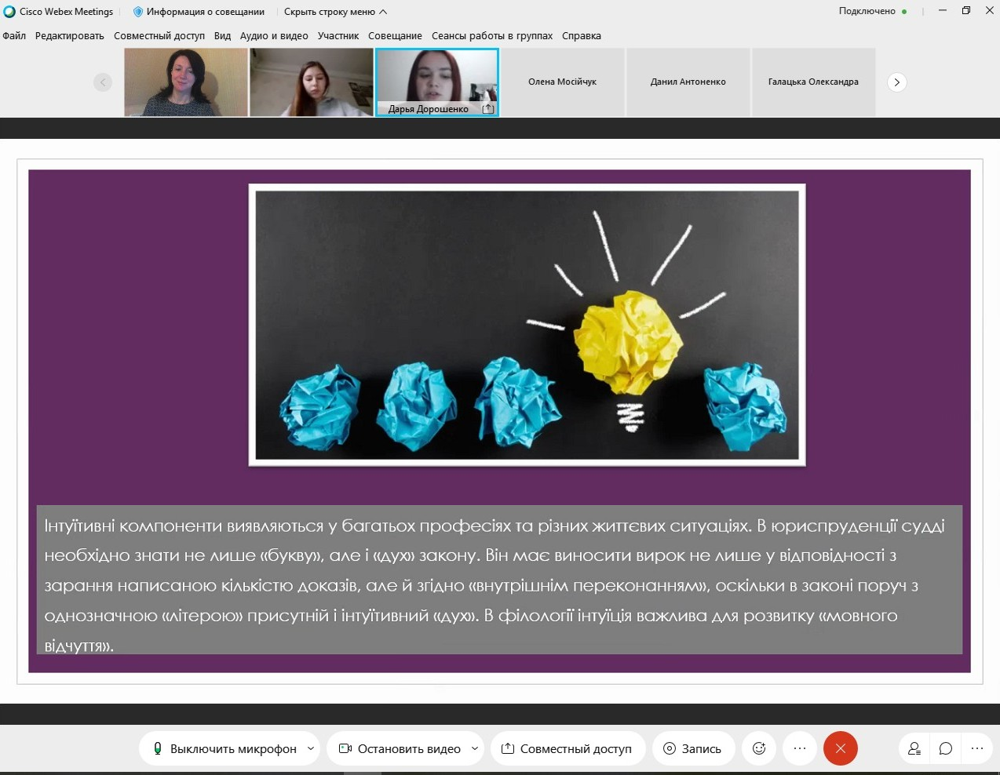 Cisco Webex Meetings
Информация о совещании
Скрыть строку меню
Подключено
Файл Редактировать Совместный доступ Вид Аудио и видео Участник Совещание Сеансы работы в группах Справка
Дарья Дорошенко
Олена Мосійчук
Данил Антоненко
Галацька Олександра
Інтуїтивні компоненти виявляються у багатьох професіях та різних життєвих ситуаціях. В юриспруденції судді
необхідно знати не лише «букву», але і «дух» закону. Він має виносити вирок не лише у відповідності з
зарання написаною кількістю доказів, але й згідно «внутрішнім переконанням», оскільки в законі поруч з
однозначною «літерою» присутній і інтуїтивний «дух». В філології інтуїція важлива для розвитку «мовного
відчуття».
Выключить микрофон
Остановить видео
Совместный доступ
Запись